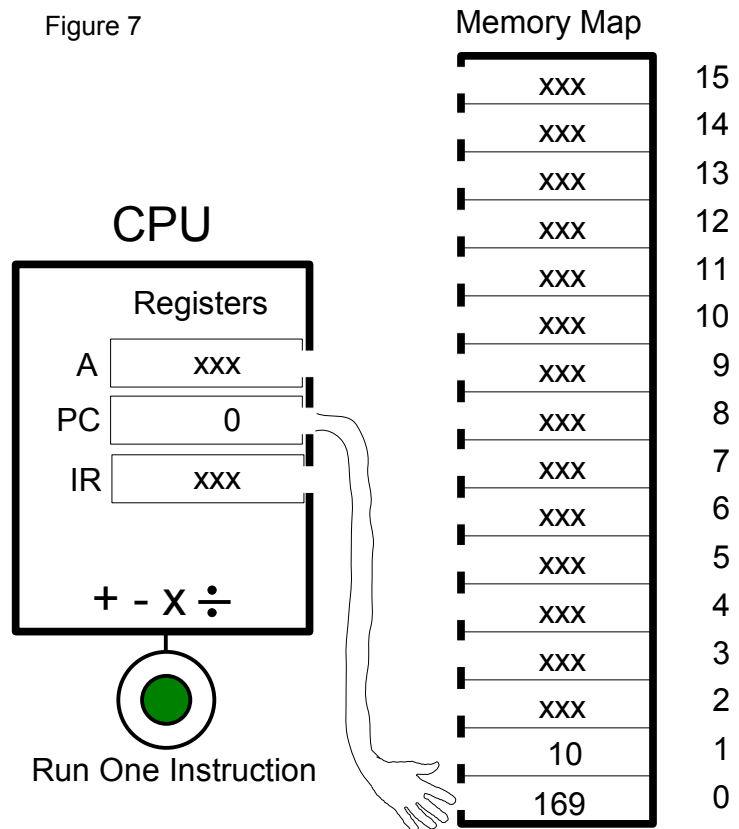 Figure 7
Memory Map
xxx 15
xxx 14
xxx 13
xxx 12
xxx 11
xxx 10
xxx 9
xxx 8
xxx 7
xxx 6
xxx 5
xxx 4
xxx 3
xxx 2
10 1
169 0
CPU
Registers
A xxx
PC 0
IR xxx
+ - x ÷
Run One Instruction